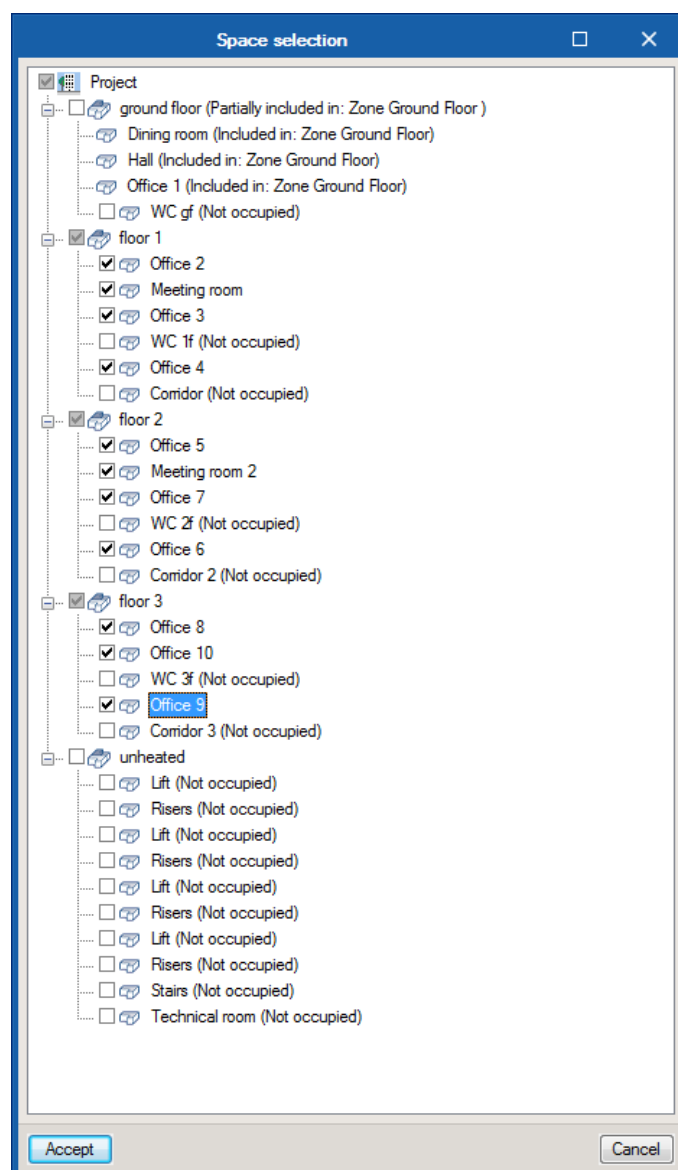 Space selection
Project
ground floor (Partially included in: Zone Ground Floor )
Dining room (Included in: Zone Ground Floor)
Hall (Included in: Zone Ground Floor)
Office 1 (Included in: Zone Ground Floor)
WC gf (Not occupied)
floor 1
Office 2
Meeting room
Office 3
WC 1f (Not occupied)
Office 4
Corridor (Not occupied)
floor 2
Office 5
Meeting room 2
Office 7
WC 2f (Not occupied)
Office 6
Corridor 2 (Not occupied)
floor 3
Office 8
Office 10
WC 3f (Not occupied)
Office 9
Corridor 3 (Not occupied)
unheated
Lift (Not occupied)
Risers (Not occupied)
Lift (Not occupied)
Risers (Not occupied)
Lift (Not occupied)
Risers (Not occupied)
Lift (Not occupied)
Risers (Not occupied)
Stairs (Not occupied)
Technical room (Not occupied)
Accept Cancel